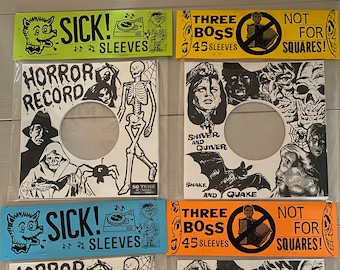 SICK!
SLEEVES
THREE
BOSS
45 SLEEVES
NOT
FOR
SQUARES!
HORROR
RECORD
SHIVER
AND
QUIVER
SHAKE
AND
QUAKE
SICK!
SLEEVES
THREE
BOSS
45 SLEEVES
NOT
FOR
SQUARES!
HORROR